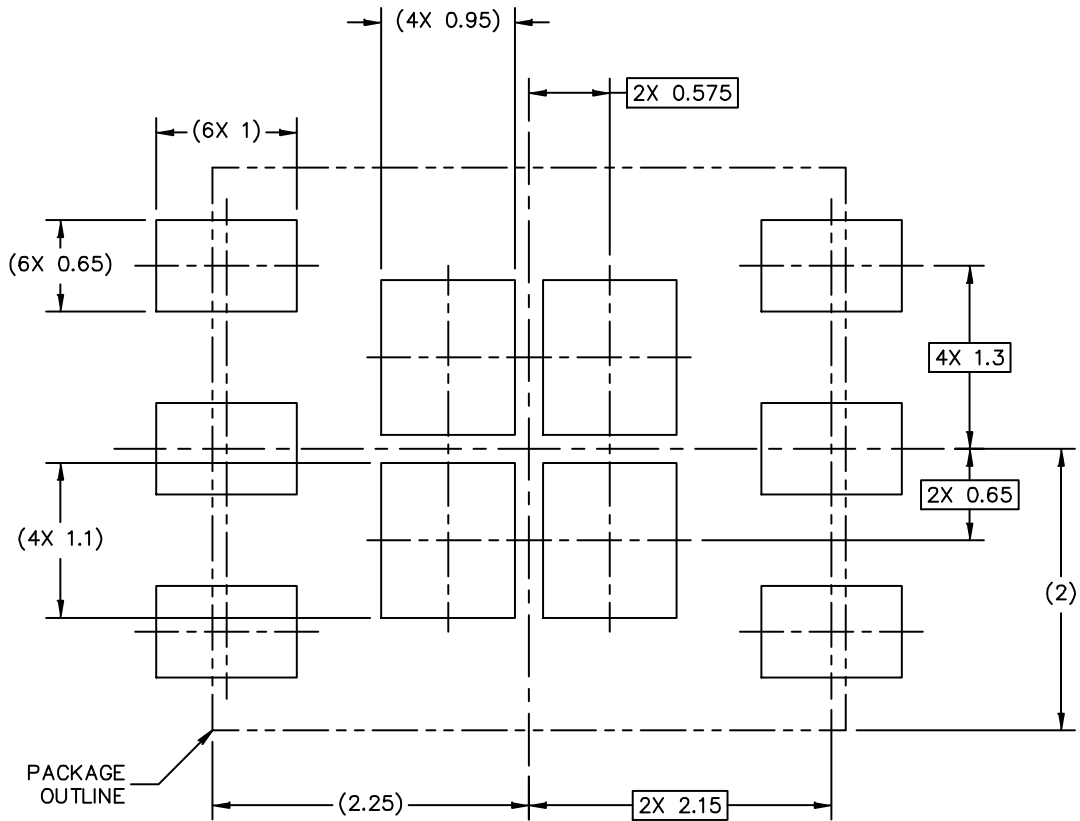 (4X 0.95)
2X 0.575
(6X 1)
(6X 0.65)
4X 1.3
2X 0.65
(4X 1.1)
(2)
PACKAGE
OUTLINE
(2.25)
2X 2.15